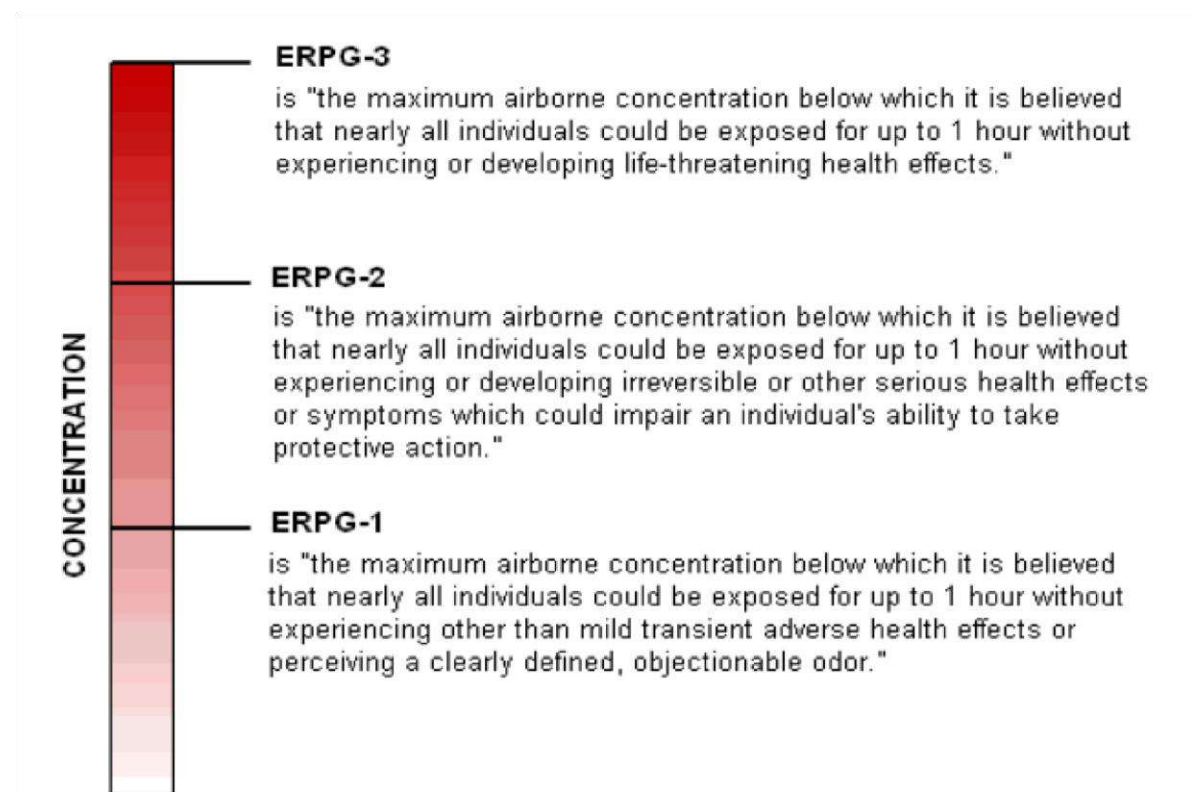 ERPG-3
is "the maximum airborne concentration below which it is believed
that nearly all individuals could be exposed for up to 1 hour without
experiencing or developing life-threatening health effects."
ERPG-2
is "the maximum airborne concentration below which it is believed
that nearly all individuals could be exposed for up to 1 hour without
experiencing or developing irreversible or other serious health effects
or symptoms which could impair an individual's ability to take
protective action."
CONCENTRATION
ERPG-1
is "the maximum airborne concentration below which it is believed
that nearly all individuals could be exposed for up to 1 hour without
experiencing other than mild transient adverse health effects or
perceiving a clearly defined, objectionable odor."